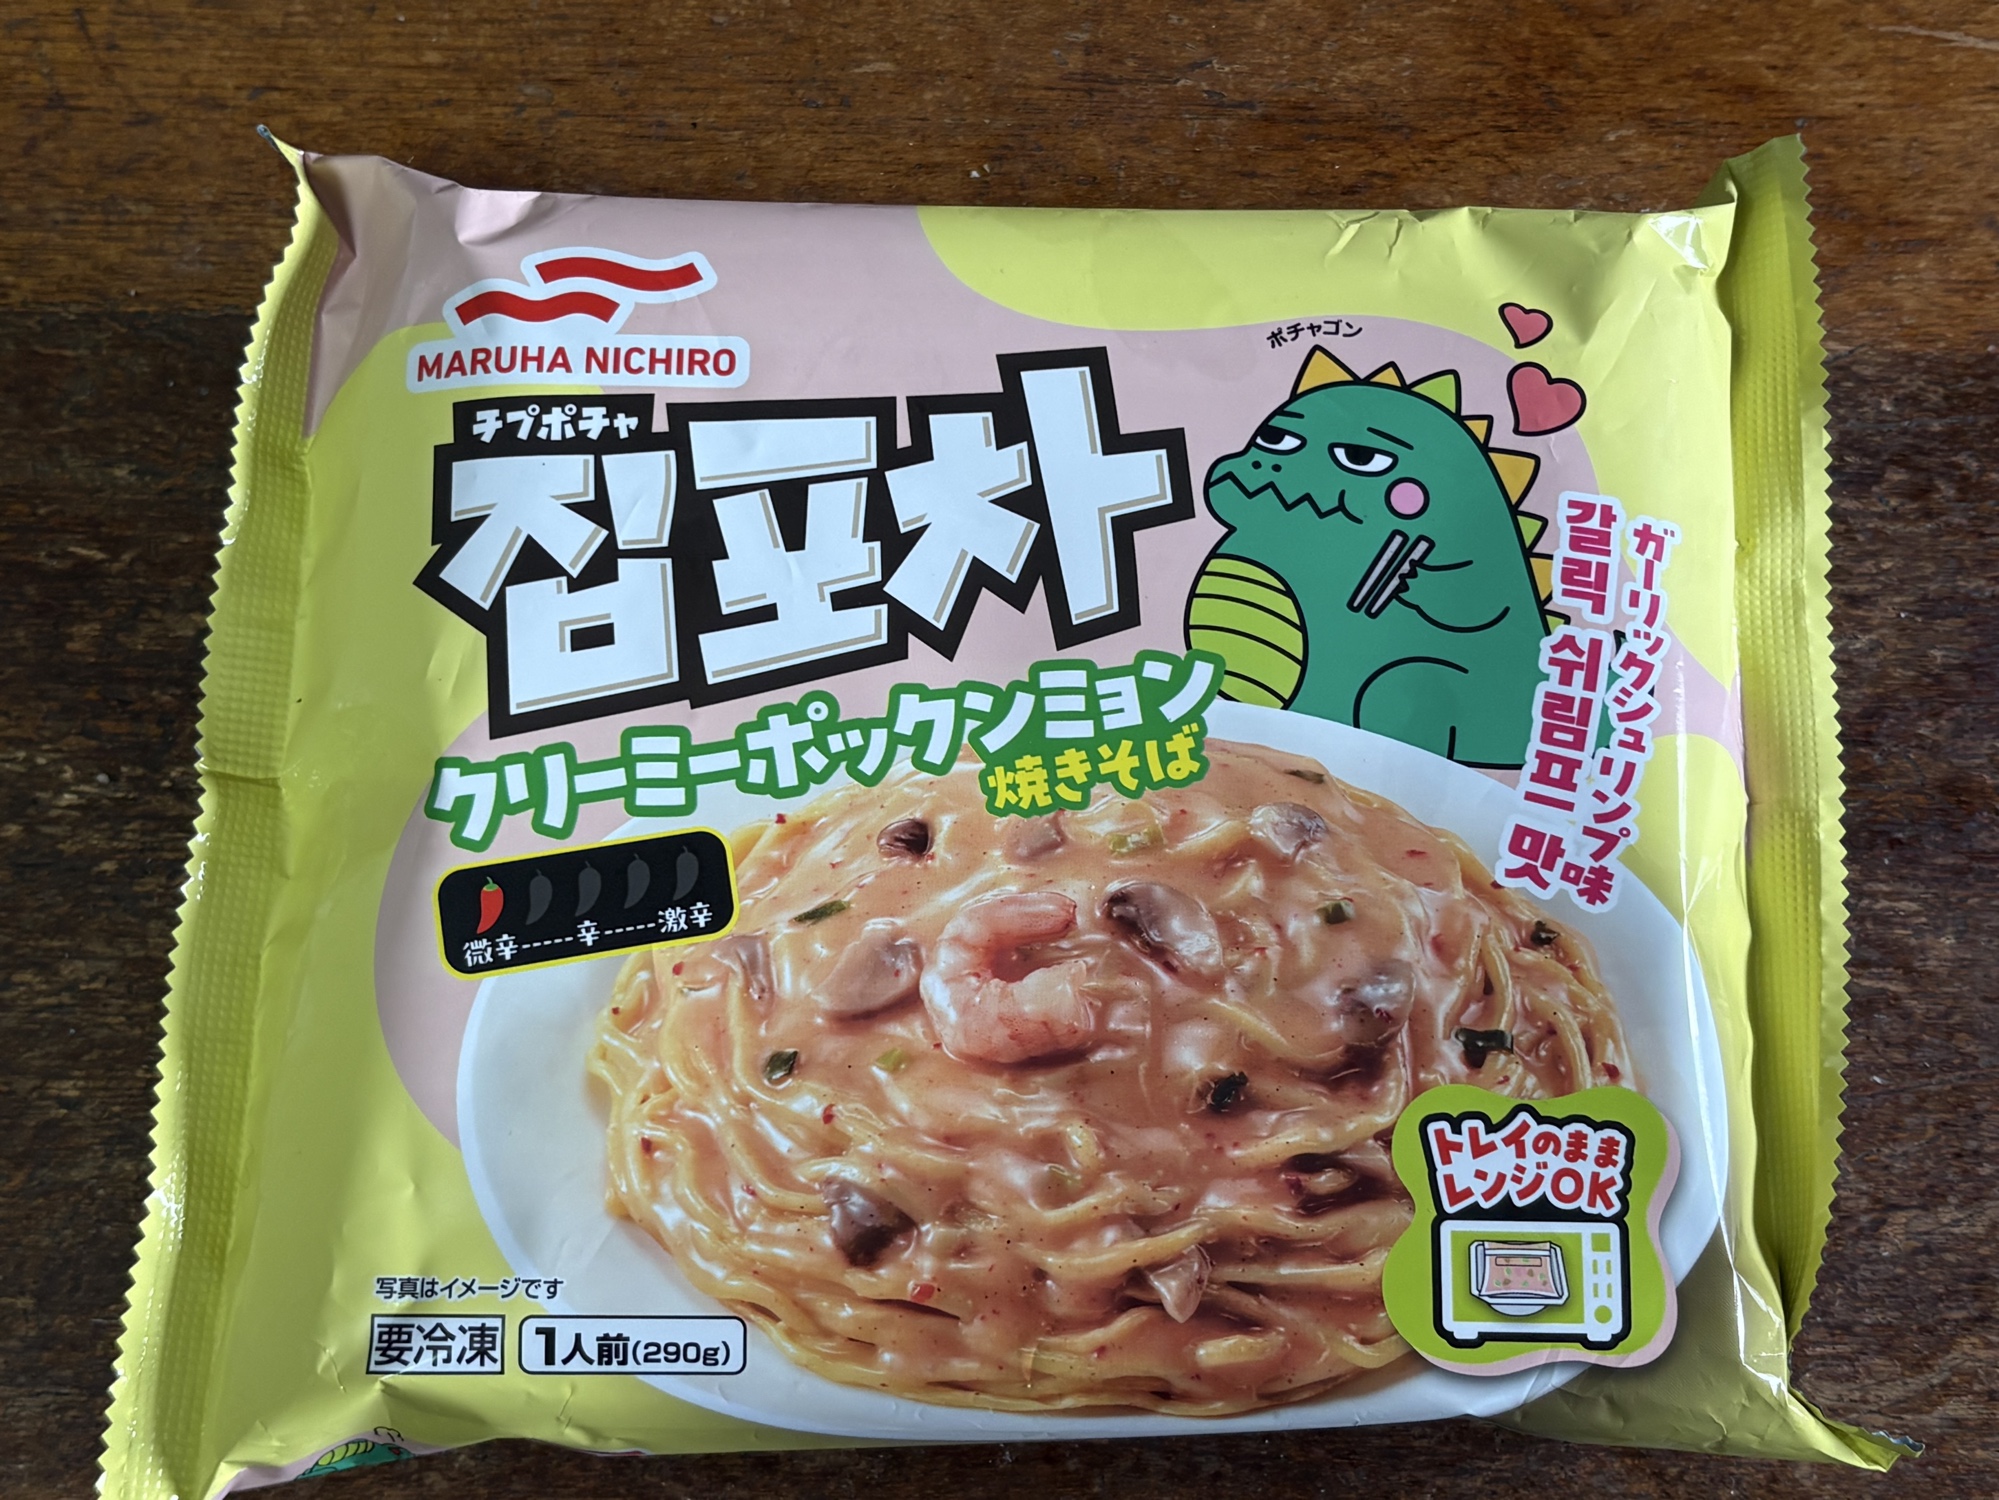 MARUHA NICHIRO
チプポチャ
집포차
ポチャゴン
クリーミーポックンミョン
焼きそば
ガーリックシュリンプ味
갈릭 쉬림프 맛
微辛-----辛-----激辛
トレイのまま
レンジOK
写真はイメージです
要冷凍
1人前(290g)